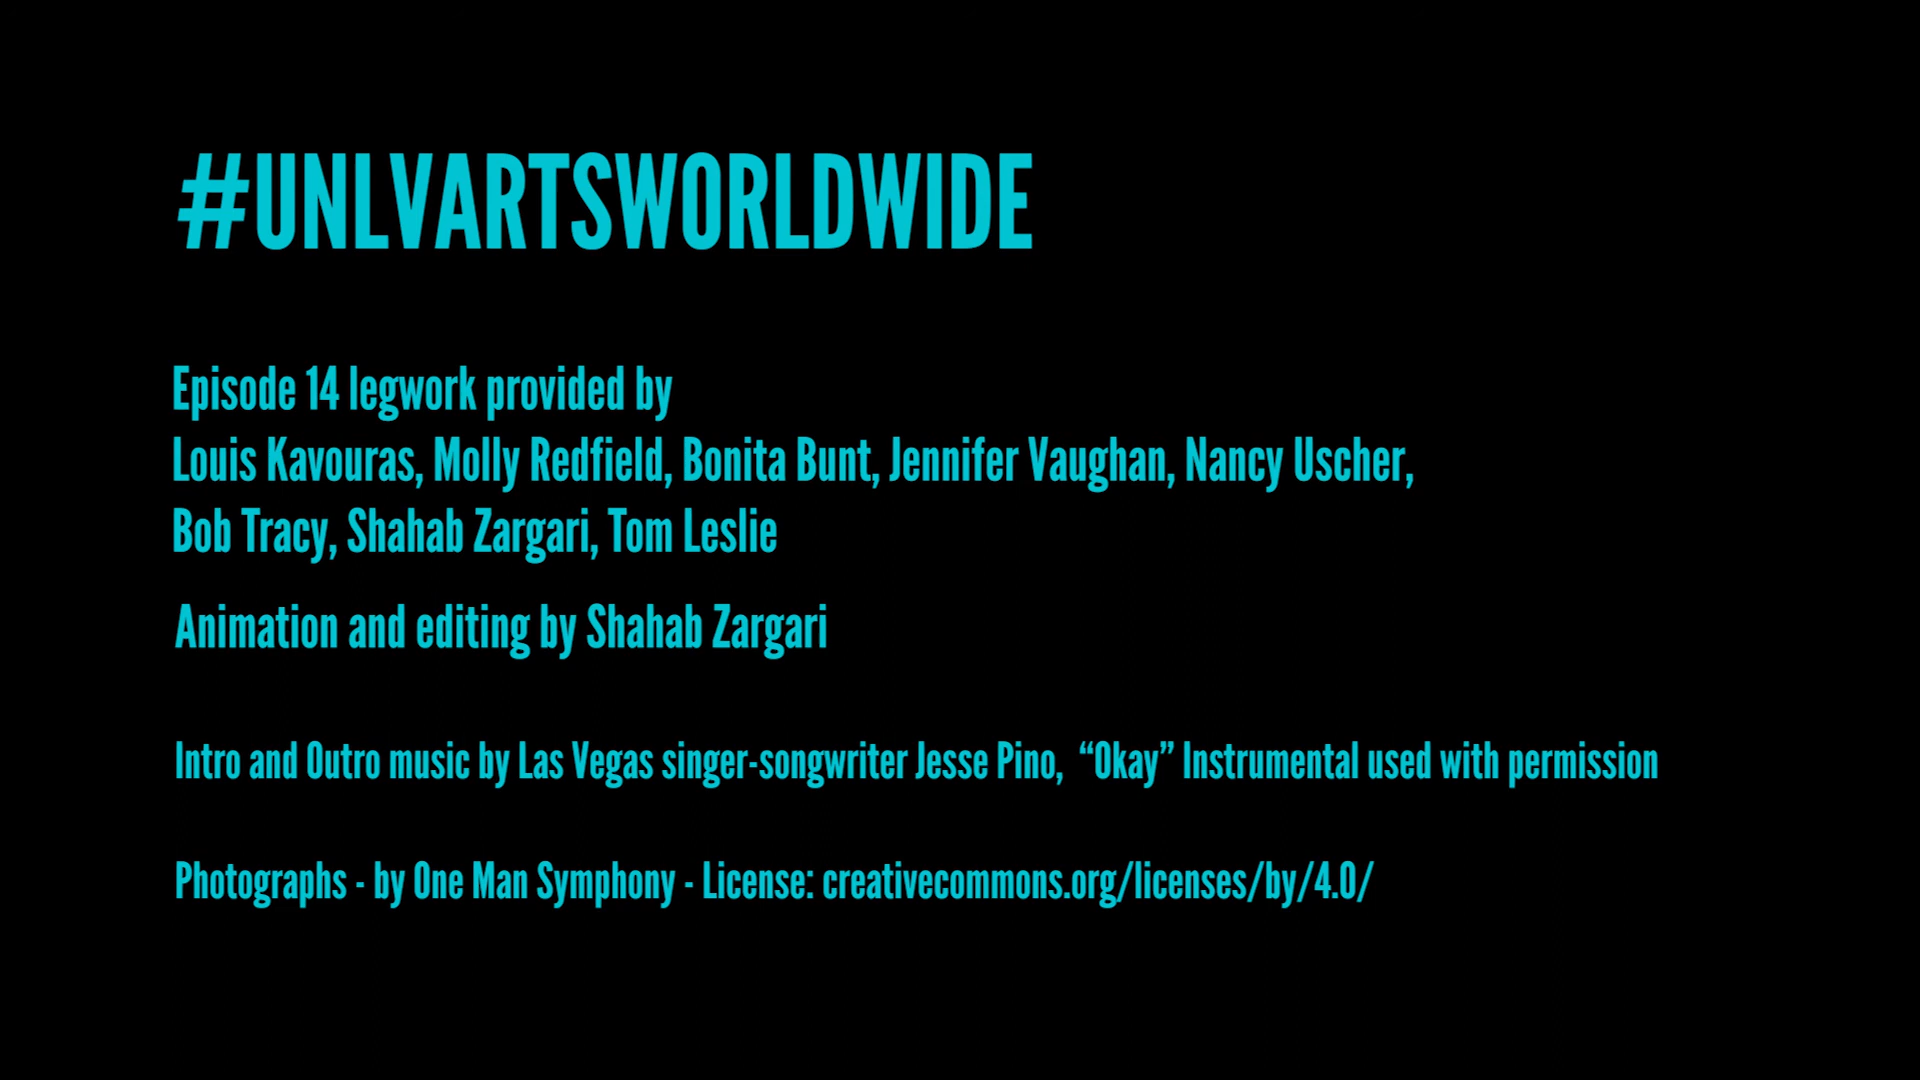 #UNLVARTSWORLDWIDE
Episode 14 legwork provided by
Louis Kavouras, Molly Redfield, Bonita Bunt, Jennifer Vaughan, Nancy Uscher,
Bob Tracy, Shahab Zargari, Tom Leslie
Animation and editing by Shahab Zargari
Intro and Outro music by Las Vegas singer-songwriter Jesse Pino, “Okay” Instrumental used with permission
Photographs - by One Man Symphony - License: creativecommons.org/licenses/by/4.0/